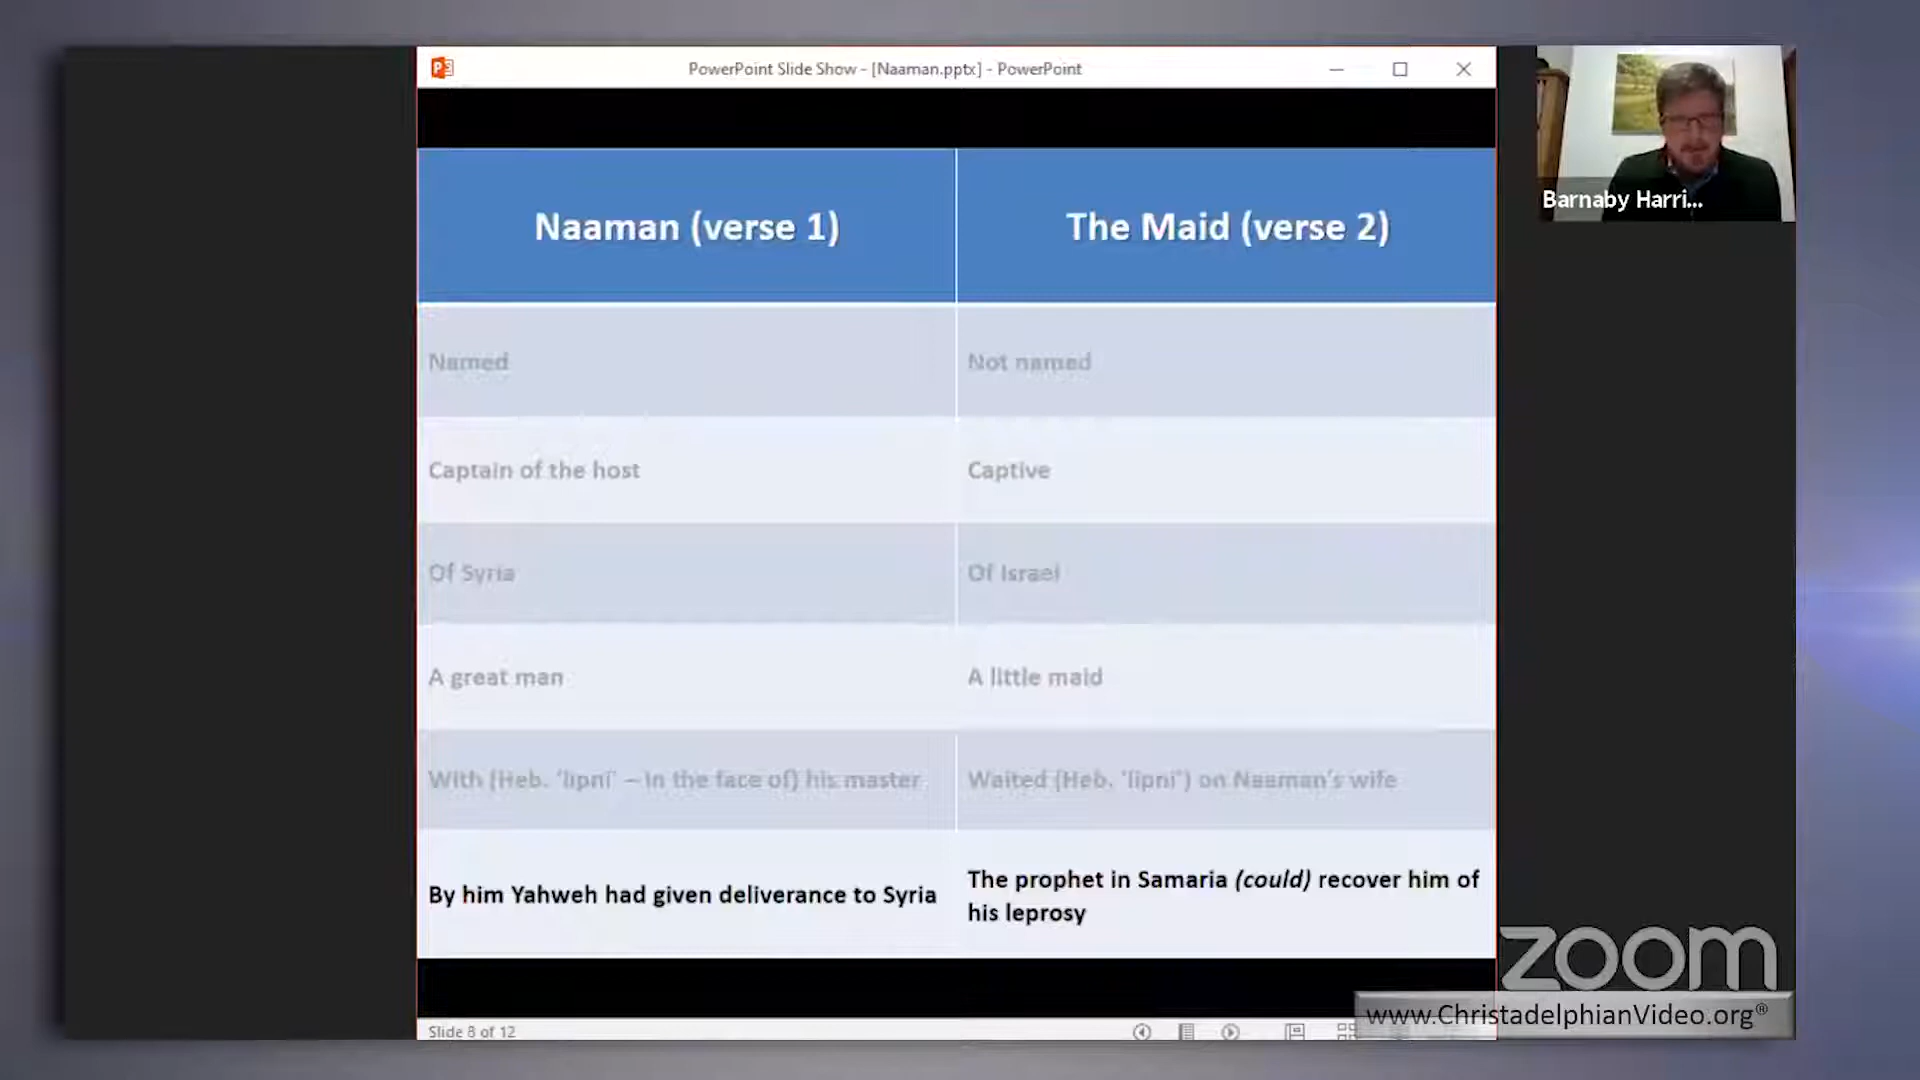 PowerPoint Slide Show - [Naaman.pptx] - PowerPoint
Barnaby Harri...
Naaman (verse 1)
The Maid (verse 2)
Named
Not named
Captain of the host
Captive
Of Syria
Of Israel
A great man
A little maid
With (Heb. 'lipni' – in the face of) his master
Waited (Heb. 'lipni') on Naaman's wife
By him Yahweh had given deliverance to Syria
The prophet in Samaria (could) recover him of
his leprosy
zoom
www.ChristadelphianVideo.org®
Slide 8 of 12